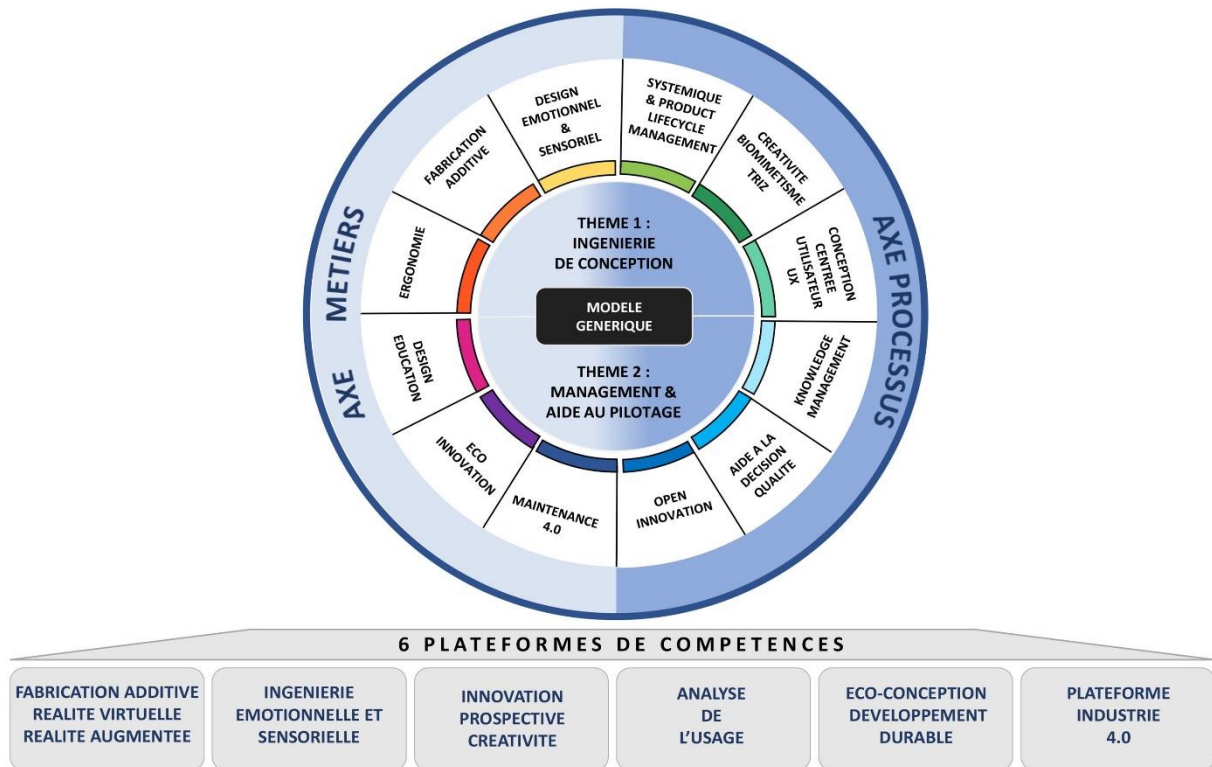 AXE METIERS
AXE PROCESSUS
DESIGN
EMOTIONNEL
&
SENSORIEL
SYSTEMIQUE
& PRODUCT
LIFECYCLE
MANAGEMENT
CREATIVITE
BIOMIMETISME
TRIZ
CONCEPTION
CENTREE
UTILISATEUR
UX
KNOWLEDGE
MANAGEMENT
AIDE A LA
DECISION
QUALITE
OPEN
INNOVATION
MAINTENANCE
4.0
ECO
INNOVATION
DESIGN
EDUCATION
ERGONOMIE
FABRICATION
ADDITIVE
THEME 1 :
INGENIERIE
DE CONCEPTION
MODELE
GENERIQUE
THEME 2 :
MANAGEMENT &
AIDE AU PILOTAGE
6 PLATEFORMES DE COMPETENCES
FABRICATION ADDITIVE
REALITE VIRTUELLE
REALITE AUGMENTEE
INGENIERIE
EMOTIONNELLE ET
SENSORIELLE
INNOVATION
PROSPECTIVE
CREATIVITE
ANALYSE
DE
L'USAGE
ECO-CONCEPTION
DEVELOPPEMENT
DURABLE
PLATEFORME
INDUSTRIE
4.0